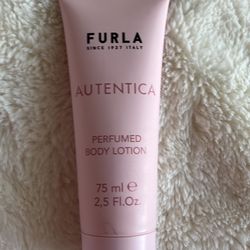 FURLA
SINCE 1927 ITALY
AUTENTICA
PERFUMED
BODY LOTION
75 ml e
2,5 Fl.Oz.